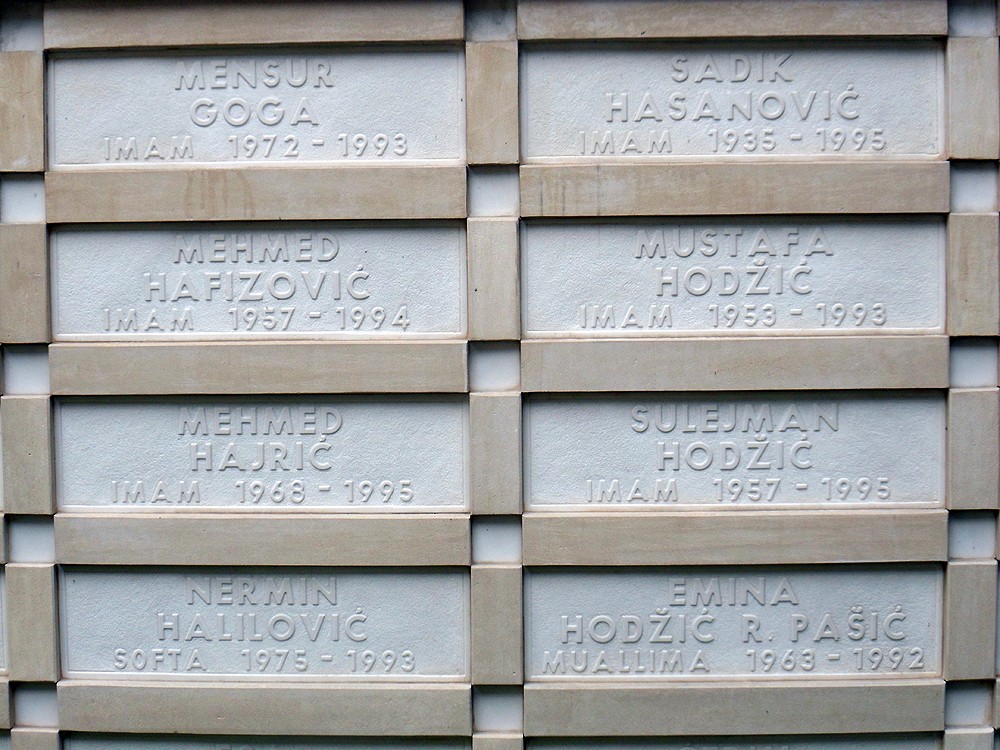 MENSUR
GOGA
IMAM 1972 - 1993
MEHMED
HAFIZOVIĆ
IMAM 1957 - 1994
MEHMED
HAJRIĆ
IMAM 1968 - 1995
NERMIN
HALILOVIĆ
SOFTA 1975 - 1993
SADIK
HASANOVIĆ
IMAM 1935 - 1995
MUSTAFA
HODŽIĆ
IMAM 1953 - 1993
SULEJMAN
HODŽIĆ
IMAM 1957 - 1995
EMINA
HODŽIĆ R. PAŠIĆ
MUALLIMA 1963 - 1992